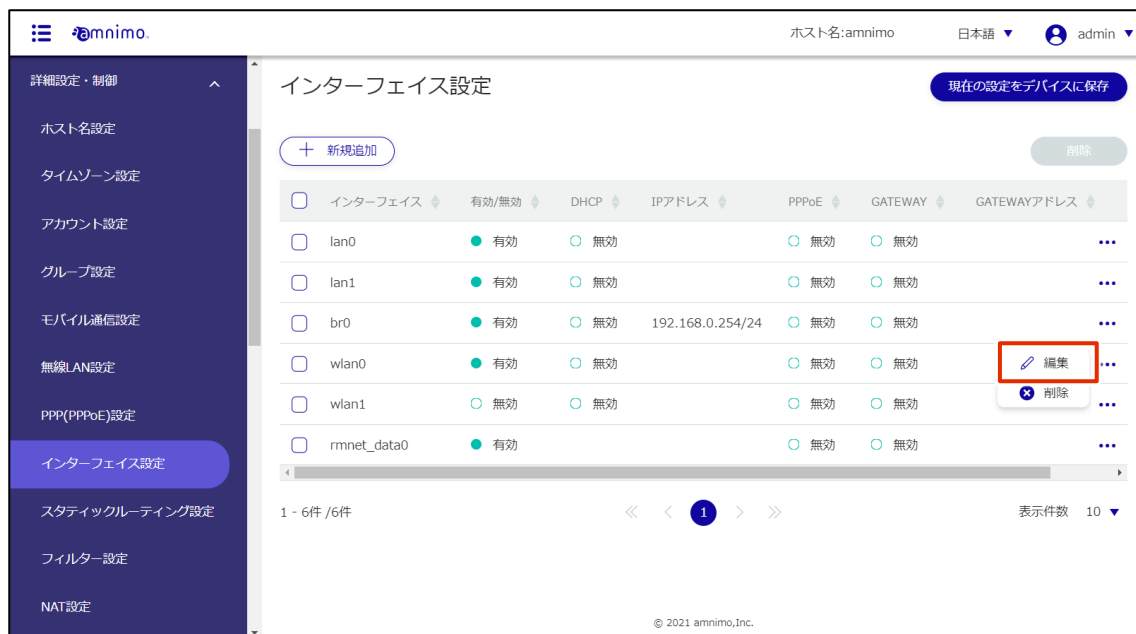 amnimo.
ホスト名:amnimo
日本語 ▼
admin ▼
詳細設定・制御
ホスト名設定
タイムゾーン設定
アカウント設定
グループ設定
モバイル通信設定
無線LAN設定
PPP(PPPoE)設定
インターフェイス設定
スタティックルーティング設定
フィルター設定
NAT設定
インターフェイス設定
現在の設定をデバイスに保存
新規追加
削除
インターフェイス 有効/無効 DHCP IPアドレス PPPoE GATEWAY GATEWAYアドレス
lan0 有効 無効 無効 無効
lan1 有効 無効 無効 無効
br0 有効 無効 192.168.0.254/24 無効 無効
wlan0 有効 無効 無効 無効
編集
削除
wlan1 無効 無効 無効 無効
rmnet_data0 有効 無効 無効
1 - 6件 /6件
1
表示件数 10 ▼
© 2021 amnimo,Inc.